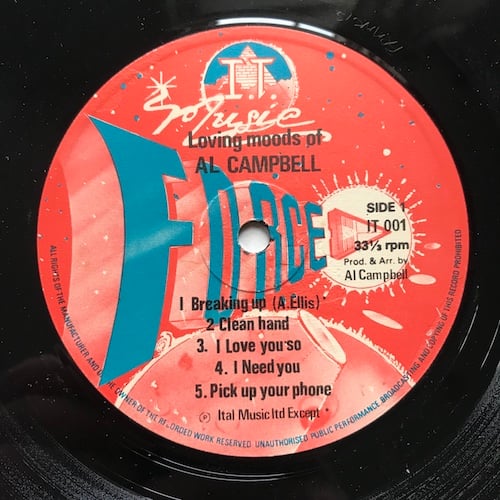 IT
Music
Loving moods of
AL CAMPBELL
FORCE
SIDE 1
IT 001
33⅓ rpm
Prod. & Arr. by
Al Campbell
1 Breaking up (A.Ellis) *
2 Clean hand
3. I Love you so
4. I Need you
5. Pick up your phone
℗ Ital Music ltd Except *
ALL RIGHTS OF THE MANUFACTURER AND OF THE OWNER OF THE RECORDED WORK RESERVED. UNAUTHORISED PUBLIC PERFORMANCE, BROADCASTING AND COPYING OF THIS RECORD PROHIBITED